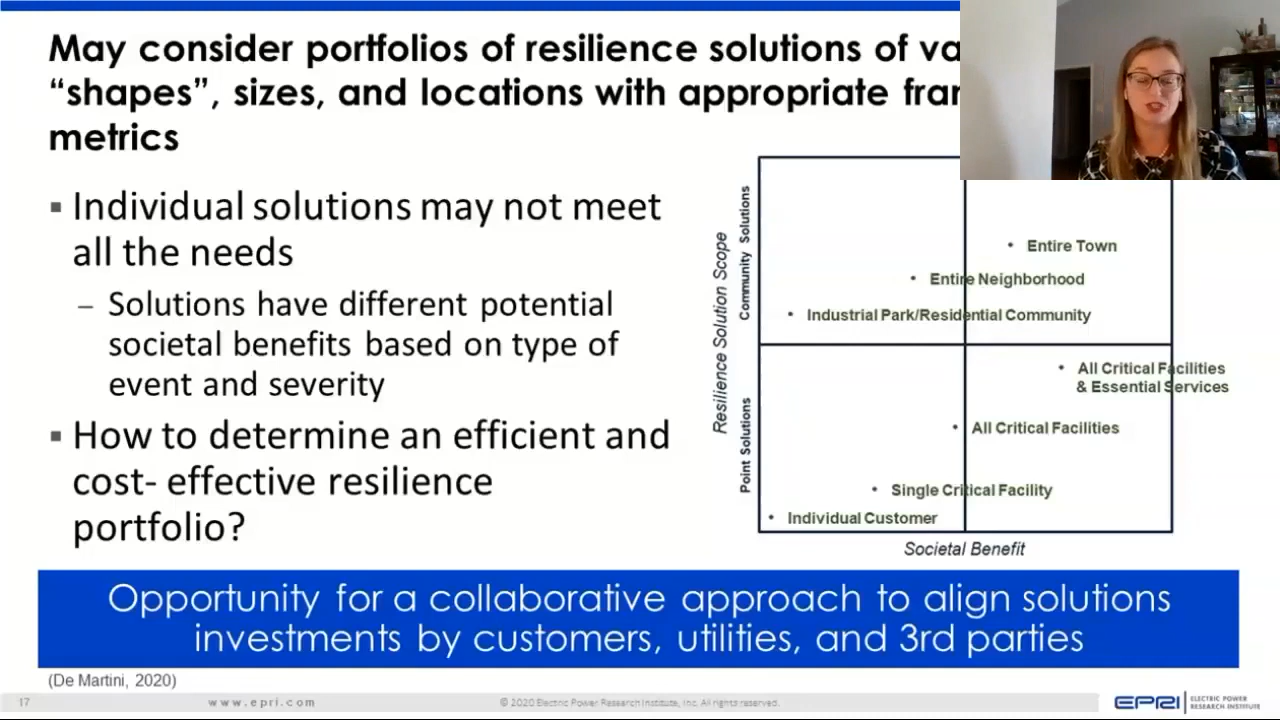 May consider portfolios of resilience solutions of va
“shapes”, sizes, and locations with appropriate fran
metrics
▪ Individual solutions may not meet
all the needs
– Solutions have different potential
societal benefits based on type of
event and severity
▪ How to determine an efficient and
cost- effective resilience
portfolio?
Resilience Solution Scope
Community Solutions
Point Solutions
• Entire Town
• Entire Neighborhood
• Industrial Park/Residential Community
• All Critical Facilities
& Essential Services
• All Critical Facilities
• Single Critical Facility
• Individual Customer
Societal Benefit
Opportunity for a collaborative approach to align solutions
investments by customers, utilities, and 3rd parties
(De Martini, 2020)
17
www.epri.com
© 2020 Electric Power Research Institute, Inc. All rights reserved.
EPRI
ELECTRIC POWER
RESEARCH INSTITUTE